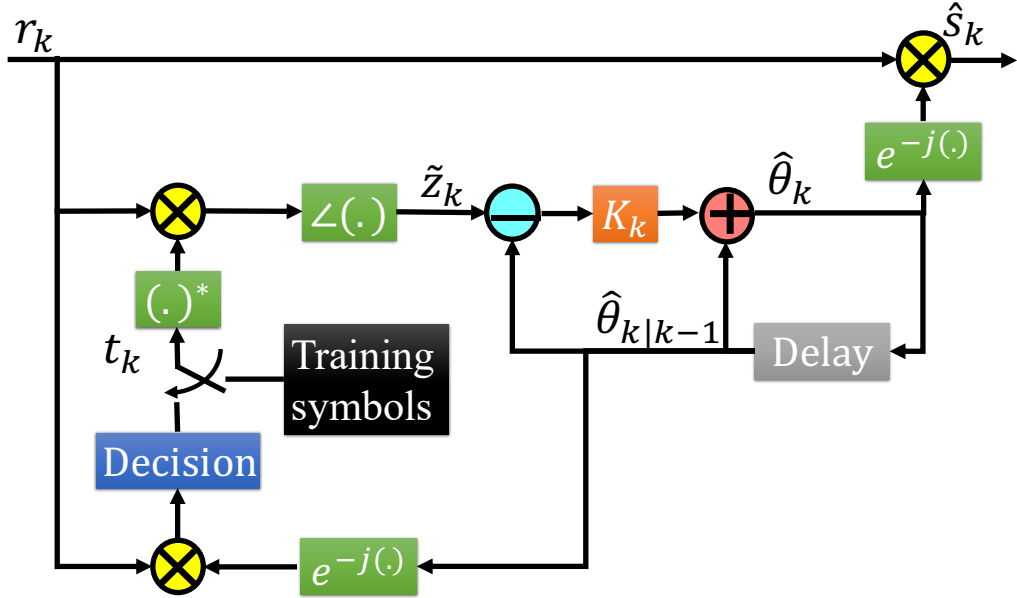 r_k
ŝ_k
e^{-j(.)}
z̃_k
∠(.)
K_k
θ̂_k
(.)*
θ̂_{k|k-1}
t_k
Training
symbols
Delay
Decision
e^{-j(.)}